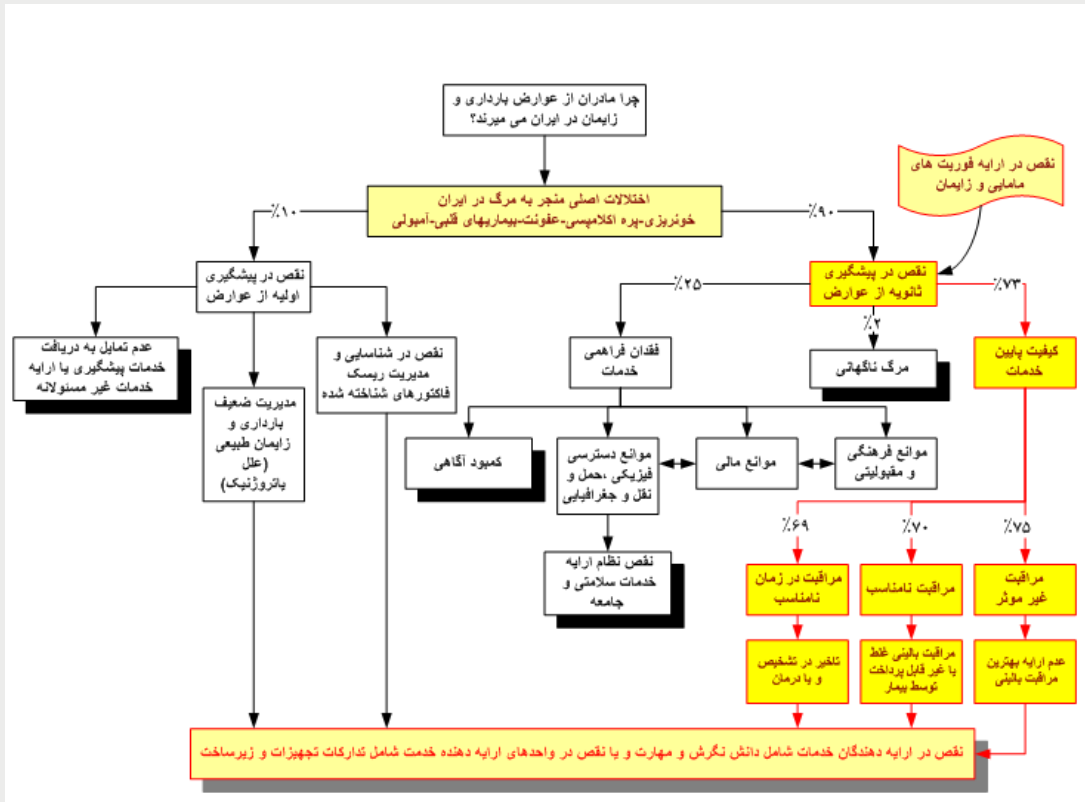 چرا مادران از عوارض بارداری و
زایمان در ایران می میرند؟
نقص در ارایه فوریت های
مامایی و زایمان
اختلالات اصلی منجر به مرگ در ایران
خونریزی-پره اکلامپسی-عفونت-بیماریهای قلبی-آمبولی
٪۱۰
٪۹۰
نقص در پیشگیری
اولیه از عوارض
نقص در پیشگیری
ثانویه از عوارض
٪۲۵
٪۲
٪۷۳
عدم تمایل به دریافت
خدمات پیشگیری یا ارایه
خدمات غیر مسئولانه
مدیریت ضعیف
بارداری و
زایمان طبیعی
(علل
یاتروژنیک)
نقص در شناسایی و
مدیریت ریسک
فاکتورهای شناخته شده
فقدان فراهمی
خدمات
مرگ ناگهانی
کیفیت پایین
خدمات
کمبود آگاهی
موانع دسترسی
فیزیکی ،حمل و
نقل و جغرافیایی
موانع مالی
موانع فرهنگی
و مقبولیتی
نقص نظام ارایه
خدمات سلامتی و
جامعه
٪۶۹
٪۷۰
٪۷۵
مراقبت در زمان
نامناسب
مراقبت نامناسب
مراقبت
غیر موثر
تاخیر در تشخیص
و یا درمان
مراقبت بالینی غلط
یا غیر قابل پرداخت
توسط بیمار
عدم ارایه بهترین
مراقبت بالینی
نقص در ارایه دهندگان خدمات شامل دانش نگرش و مهارت و یا نقص در واحدهای ارایه دهنده خدمت شامل تدارکات تجهیزات و زیرساخت